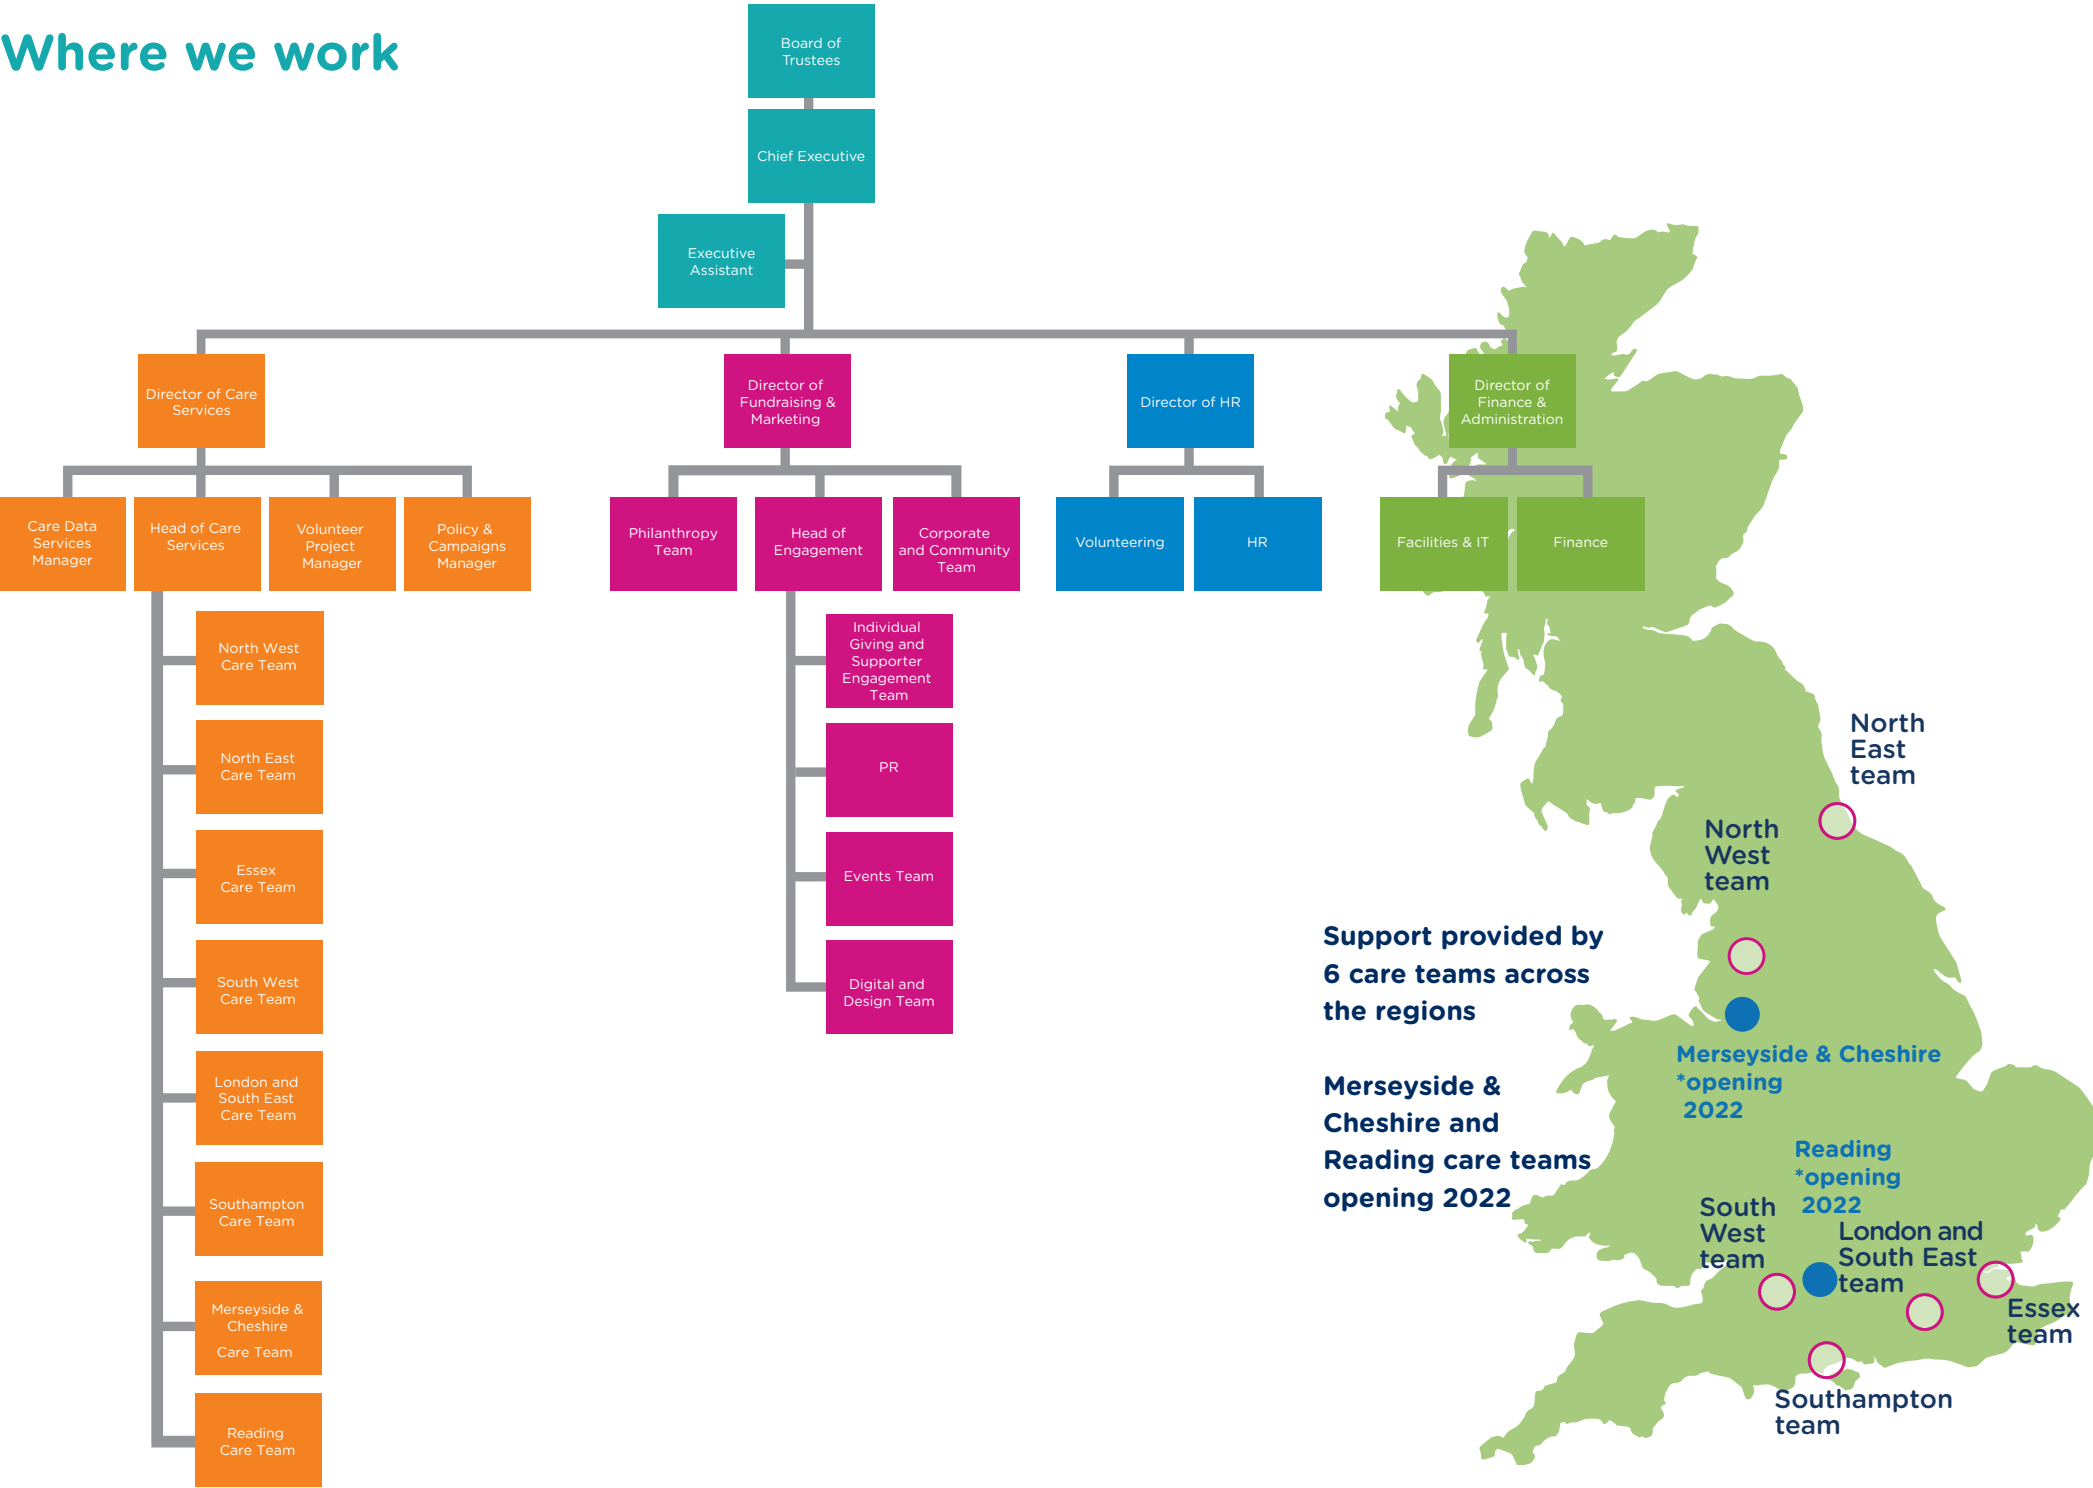 Where we work
Board of
Trustees
Chief Executive
Executive
Assistant
Director of Care
Services
Director of
Fundraising &
Marketing
Director of HR
Director of
Finance &
Administration
Care Data
Services
Manager
Head of Care
Services
Volunteer
Project
Manager
Policy &
Campaigns
Manager
Philanthropy
Team
Head of
Engagement
Corporate
and Community
Team
Volunteering
HR
Facilities & IT
Finance
North West
Care Team
North East
Care Team
Essex
Care Team
South West
Care Team
London and
South East
Care Team
Southampton
Care Team
Merseyside &
Cheshire
Care Team
Reading
Care Team
Individual
Giving and
Supporter
Engagement
Team
PR
Events Team
Digital and
Design Team
Support provided by
6 care teams across
the regions
Merseyside &
Cheshire and
Reading care teams
opening 2022
North
East
team
North
West
team
Merseyside & Cheshire
*opening
2022
Reading
*opening
2022
South
West
team
London and
South East
team
Essex
team
Southampton
team